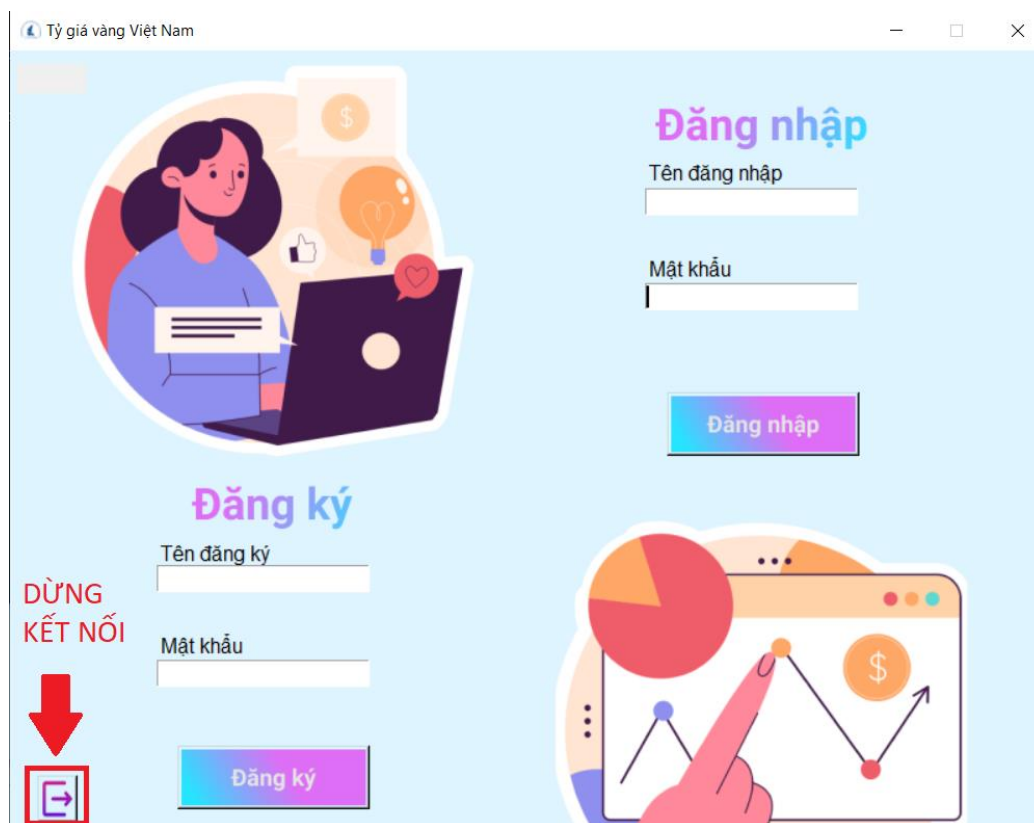 Tỷ giá vàng Việt Nam
Đăng nhập
Tên đăng nhập
Mật khẩu
Đăng nhập
Đăng ký
Tên đăng ký
Mật khẩu
Đăng ký
DỪNG
KẾT NỐI
$
$